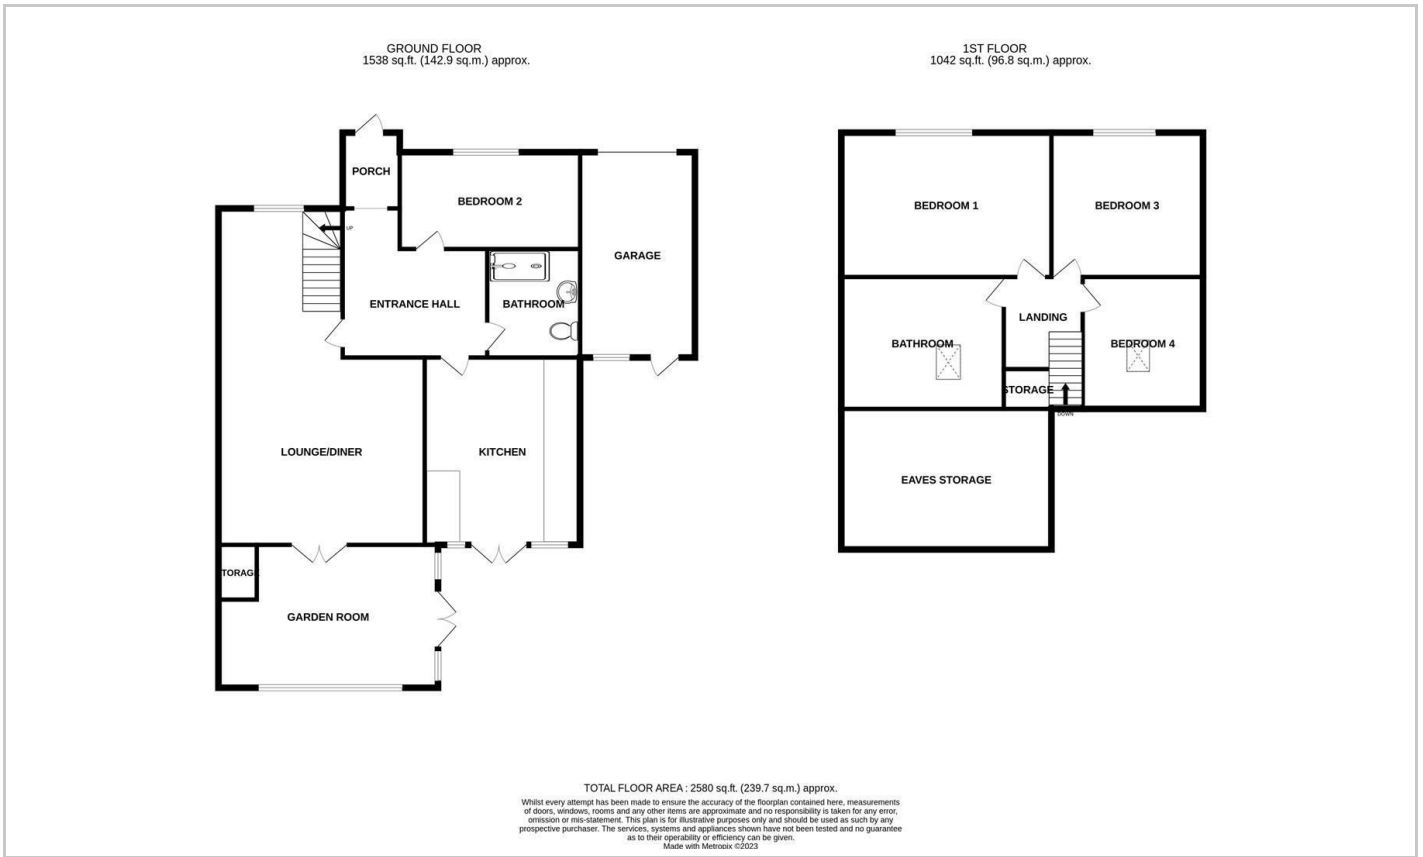 GROUND FLOOR
1538 sq.ft. (142.9 sq.m.) approx.
PORCH
BEDROOM 2
UP
GARAGE
ENTRANCE HALL
BATHROOM
LOUNGE/DINER
KITCHEN
TORAG
GARDEN ROOM
1ST FLOOR
1042 sq.ft. (96.8 sq.m.) approx.
BEDROOM 1
BEDROOM 3
LANDING
BATHROOM
BEDROOM 4
STORAGE
DOWN
EAVES STORAGE
TOTAL FLOOR AREA : 2580 sq.ft. (239.7 sq.m.) approx.
Whilst every attempt has been made to ensure the accuracy of the floorplan contained here, measurements
of doors, windows, rooms and any other items are approximate and no responsibility is taken for any error,
omission or mis-statement. This plan is for illustrative purposes only and should be used as such by any
prospective purchaser. The services, systems and appliances shown have not been tested and no guarantee
as to their operability or efficiency can be given.
Made with Metropix ©2023